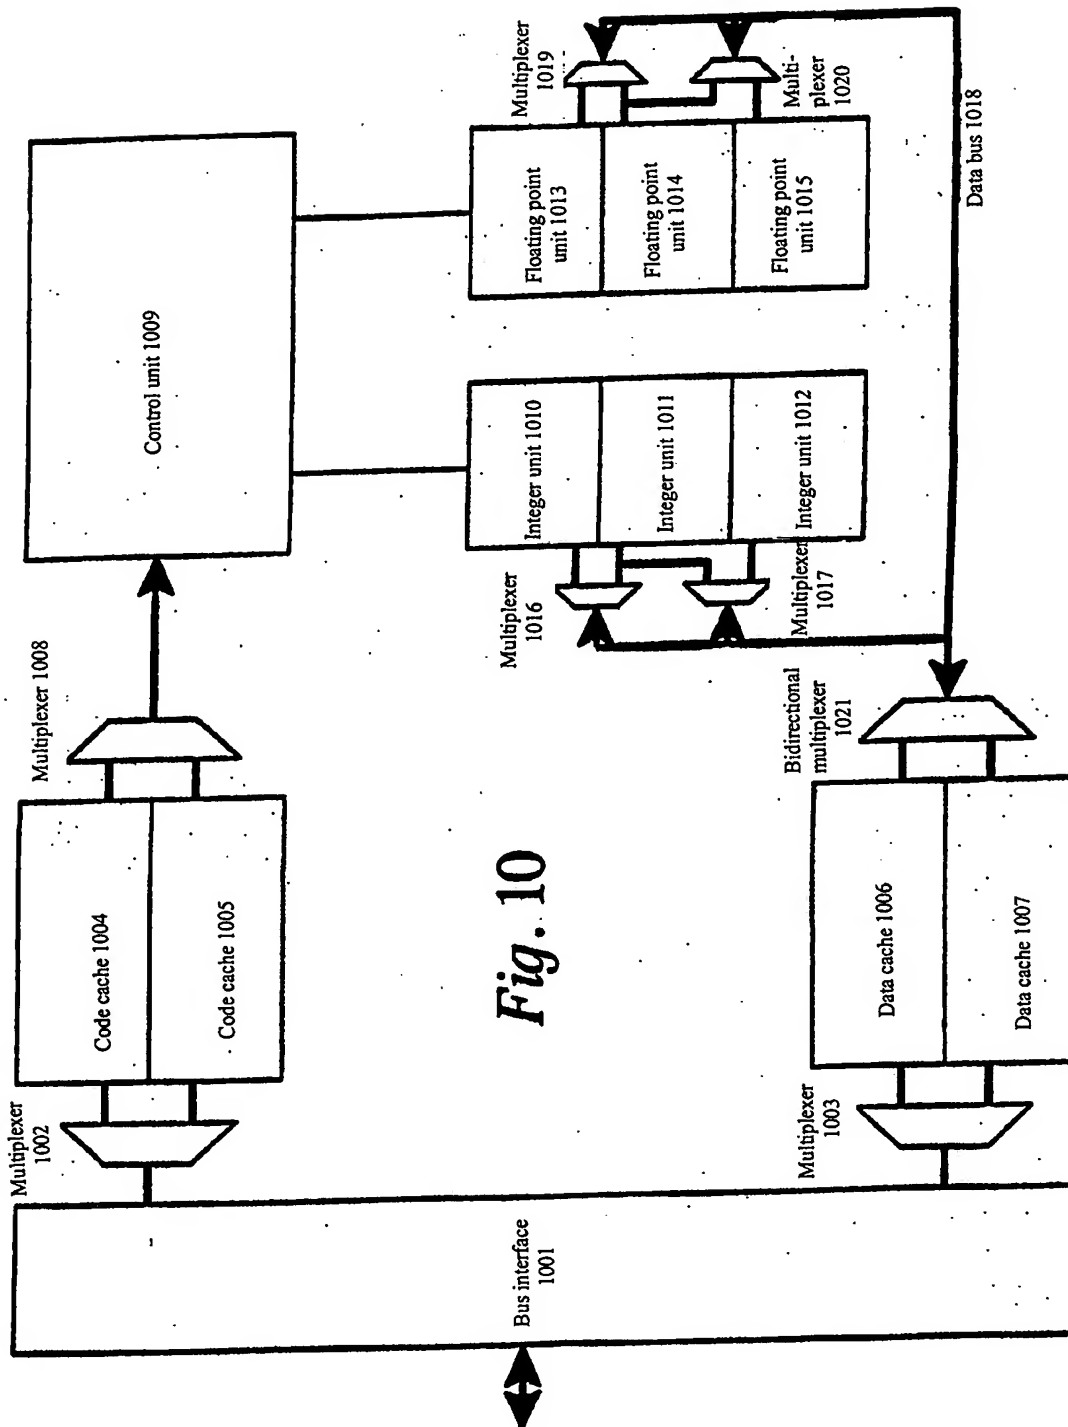 Multiplexer
1002
Code cache 1004
Code cache 1005
Multiplexer 1008
Control unit 1009
Bus interface
1001
Fig. 10
Multiplexer
1016
Multiplexer
1017
Integer unit 1010
Integer unit 1011
Integer unit 1012
Floating point
unit 1013
Floating point
unit 1014
Floating point
unit 1015
Multiplexer
1019
Multi-
plexer
1020
Multiplexer
1003
Data cache 1006
Data cache 1007
Bidirectional
multiplexer
1021
Data bus 1018